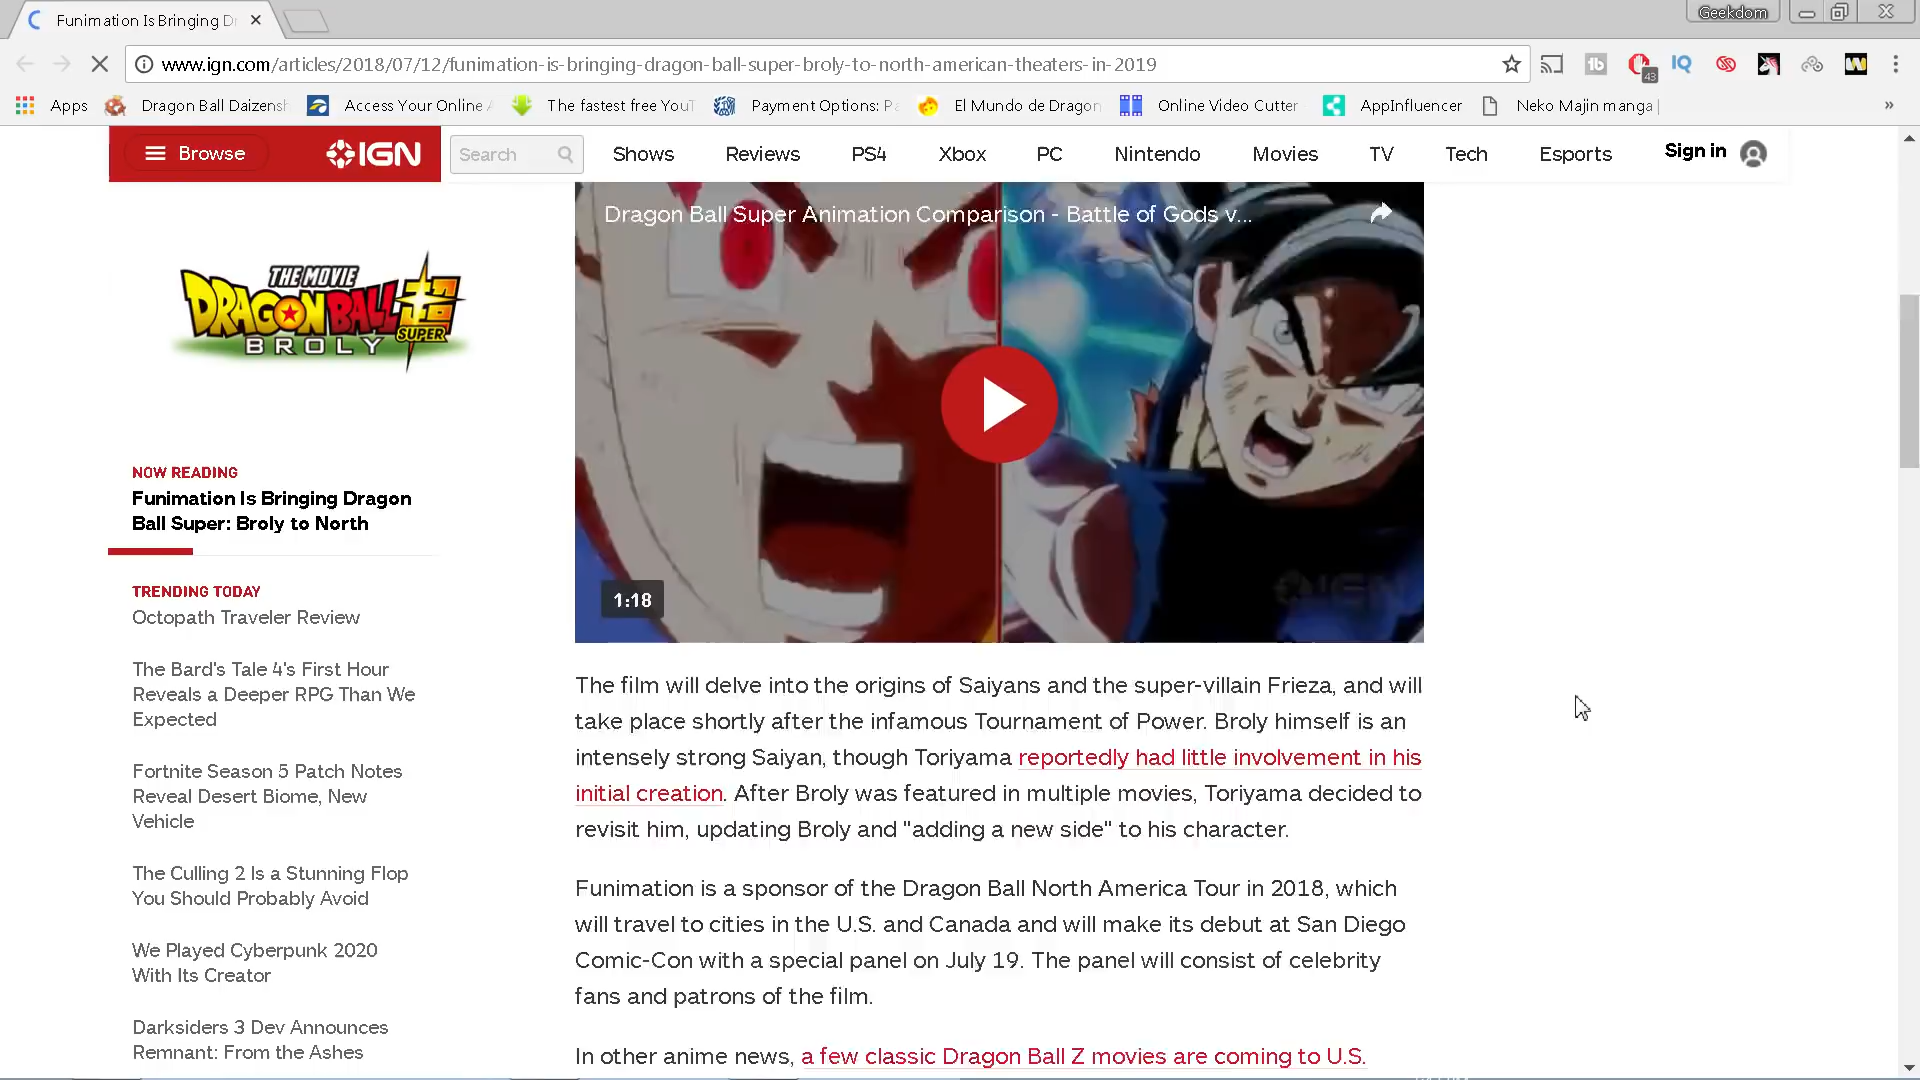 Funimation Is Bringing Dr
Geekdom
www.ign.com/articles/2018/07/12/funimation-is-bringing-dragon-ball-super-broly-to-north-american-theaters-in-2019
43
IQ
Apps
Dragon Ball Daizensh
Access Your Online A
The fastest free YouT
Payment Options: Pa
El Mundo de Dragon
Online Video Cutter
AppInfluencer
Neko Majin manga |
»
Browse
IGN
Search
Shows
Reviews
PS4
Xbox
PC
Nintendo
Movies
TV
Tech
Esports
Sign in
Dragon Ball Super Animation Comparison - Battle of Gods v...
THE MOVIE
DRAGON BALL超
SUPER
BROLY
IGN
1:18
NOW READING
Funimation Is Bringing Dragon
Ball Super: Broly to North
TRENDING TODAY
Octopath Traveler Review
The Bard's Tale 4's First Hour
Reveals a Deeper RPG Than We
Expected
Fortnite Season 5 Patch Notes
Reveal Desert Biome, New
Vehicle
The Culling 2 Is a Stunning Flop
You Should Probably Avoid
We Played Cyberpunk 2020
With Its Creator
Darksiders 3 Dev Announces
Remnant: From the Ashes
The film will delve into the origins of Saiyans and the super-villain Frieza, and will
take place shortly after the infamous Tournament of Power. Broly himself is an
intensely strong Saiyan, though Toriyama reportedly had little involvement in his
initial creation. After Broly was featured in multiple movies, Toriyama decided to
revisit him, updating Broly and "adding a new side" to his character.
Funimation is a sponsor of the Dragon Ball North America Tour in 2018, which
will travel to cities in the U.S. and Canada and will make its debut at San Diego
Comic-Con with a special panel on July 19. The panel will consist of celebrity
fans and patrons of the film.
In other anime news, a few classic Dragon Ball Z movies are coming to U.S.